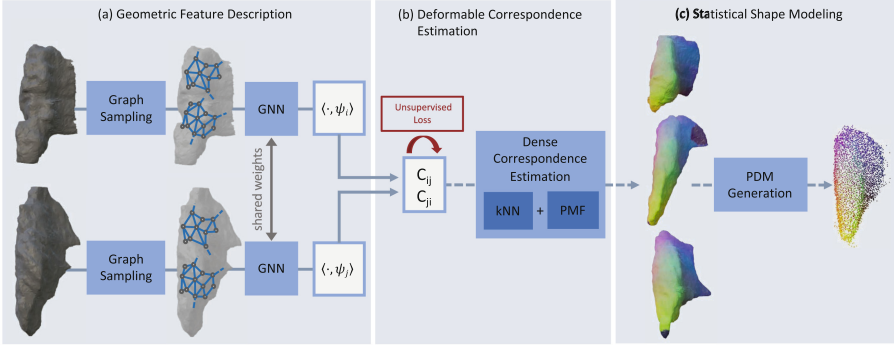 (a) Geometric Feature Description
Graph
Sampling
GNN
⟨·, ψᵢ⟩
shared weights
Graph
Sampling
GNN
⟨·, ψⱼ⟩
(b) Deformable Correspondence
Estimation
Unsupervised
Loss
Cᵢⱼ
Cⱼᵢ
Dense
Correspondence
Estimation
kNN + PMF
(c) Statistical Shape Modeling
PDM
Generation